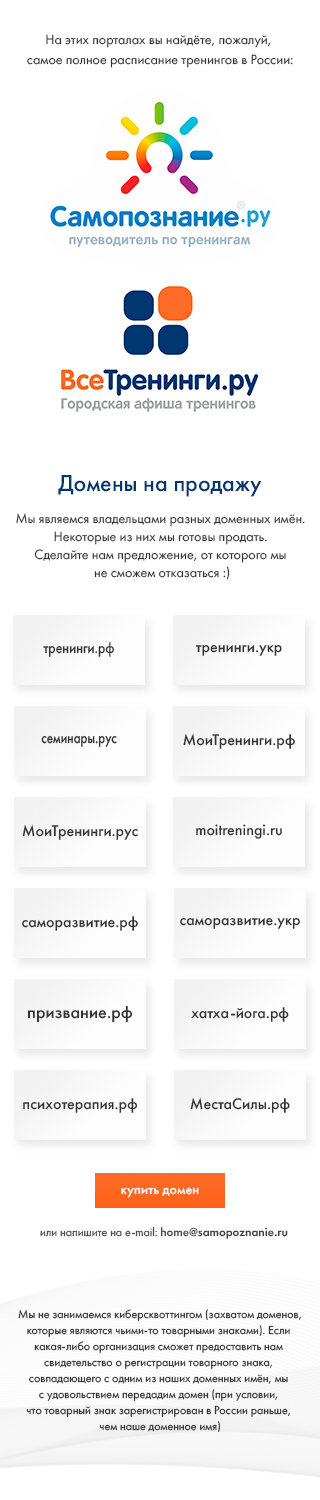 На этих порталах вы найдёте, пожалуй,
самое полное расписание тренингов в России:
Самопознание.ру®
путеводитель по тренингам
ВсеТренинги.ру
Городская афиша тренингов
Домены на продажу
Мы являемся владельцами разных доменных имён.
Некоторые из них мы готовы продать.
Сделайте нам предложение, от которого мы
не сможем отказаться :)
тренинги.рф
тренинги.укр
семинары.рус
МоиТренинги.рф
МоиТренинги.рус
moitreningi.ru
саморазвитие.рф
саморазвитие.укр
призвание.рф
хатха-йога.рф
психотерапия.рф
МестаСилы.рф
купить домен
или напишите на e-mail: home@samopoznanie.ru
Мы не занимаемся киберсквоттингом (захватом доменов,
которые являются чьими-то товарными знаками). Если
какая-либо организация сможет предоставить нам
свидетельство о регистрации товарного знака,
совпадающего с одним из наших доменных имён, мы
с удовольствием передадим домен (при условии,
что товарный знак зарегистрирован в России раньше,
чем наше доменное имя)